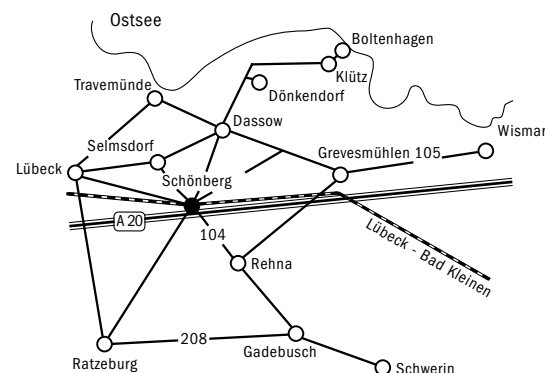 Ostsee
Boltenhagen
Klütz
Travemünde
Dönkendorf
Dassow
Wismar
Selmsdorf
Grevesmühlen 105
Lübeck
Schönberg
A 20
104
Lübeck - Bad Kleinen
Rehna
208
Gadebusch
Ratzeburg
Schwerin